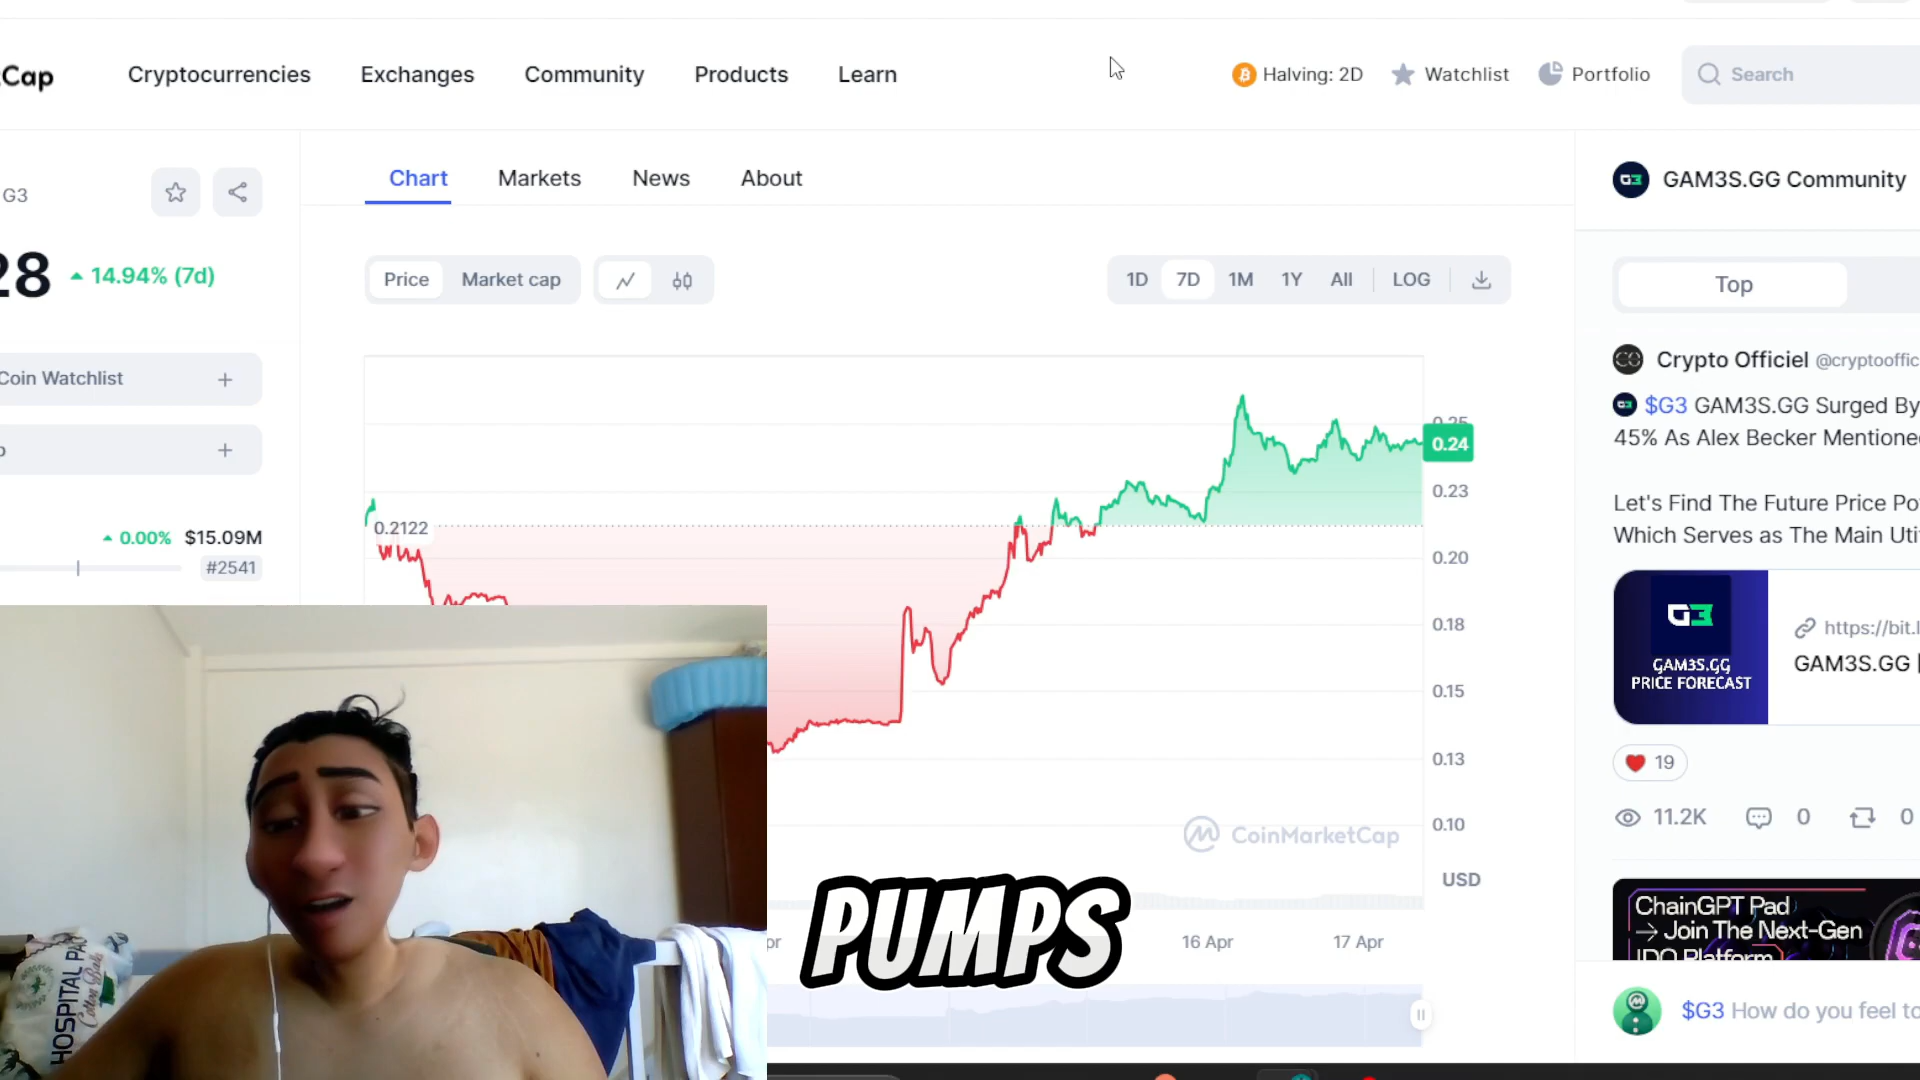 Cap
Cryptocurrencies
Exchanges
Community
Products
Learn
Halving: 2D
Watchlist
Portfolio
Search
G3
28
14.94% (7d)
Coin Watchlist
0.00% $15.09M
#2541
Chart
Markets
News
About
Price
Market cap
1D
7D
1M
1Y
All
LOG
0.2122
0.25
0.24
0.23
0.20
0.18
0.15
0.13
0.10
USD
CoinMarketCap
PUMPS
pr
16 Apr
17 Apr
HOSPITAL PA
GAM3S.GG Community
Top
Crypto Officiel @cryptooffic
$G3 GAM3S.GG Surged By
45% As Alex Becker Mentione
Let's Find The Future Price Po
Which Serves as The Main Uti
G3
GAM3S.GG
PRICE FORECAST
https://bit.l
GAM3S.GG |
19
11.2K
0
0
ChainGPT Pad
→ Join The Next-Gen
IDO Platform
$G3 How do you feel to